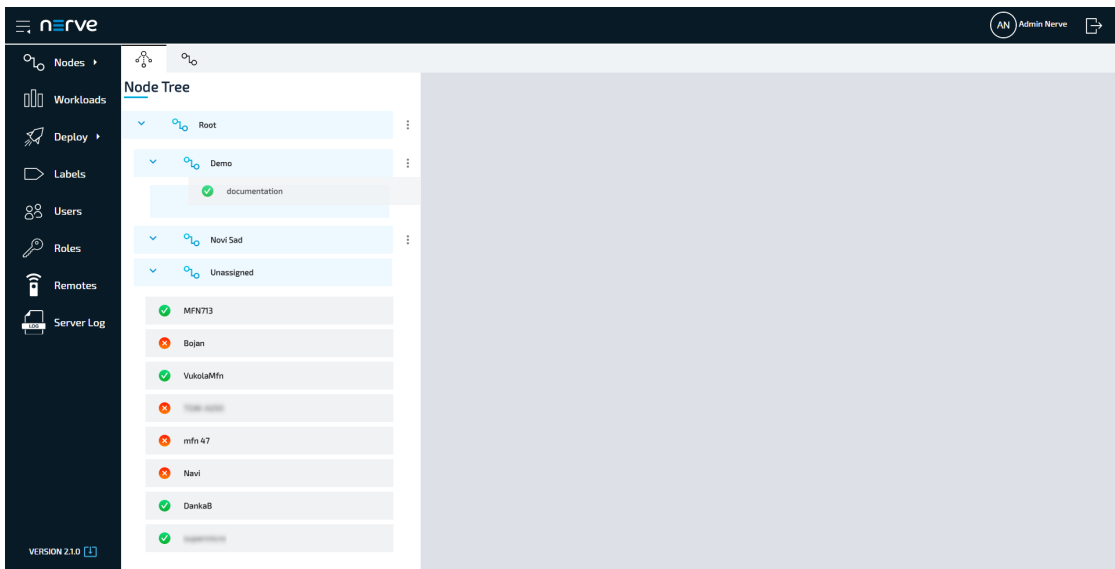 nerve
AN Admin Nerve
Nodes
Workloads
Deploy
Labels
Users
Roles
Remotes
LOG Server Log
VERSION 2.1.0
Node Tree
Root
Demo
documentation
Novi Sad
Unassigned
MFN713
Bojan
VukolaMfn
mfn 47
Navi
DankaB